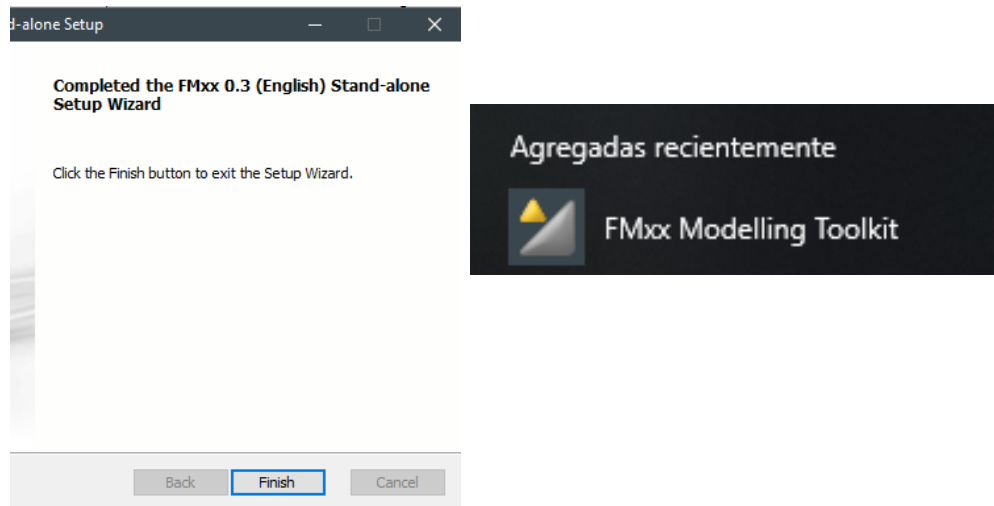 d-alone Setup
Completed the FMxx 0.3 (English) Stand-alone
Setup Wizard
Click the Finish button to exit the Setup Wizard.
Back
Finish
Cancel
Agregadas recientemente
FMxx Modelling Toolkit